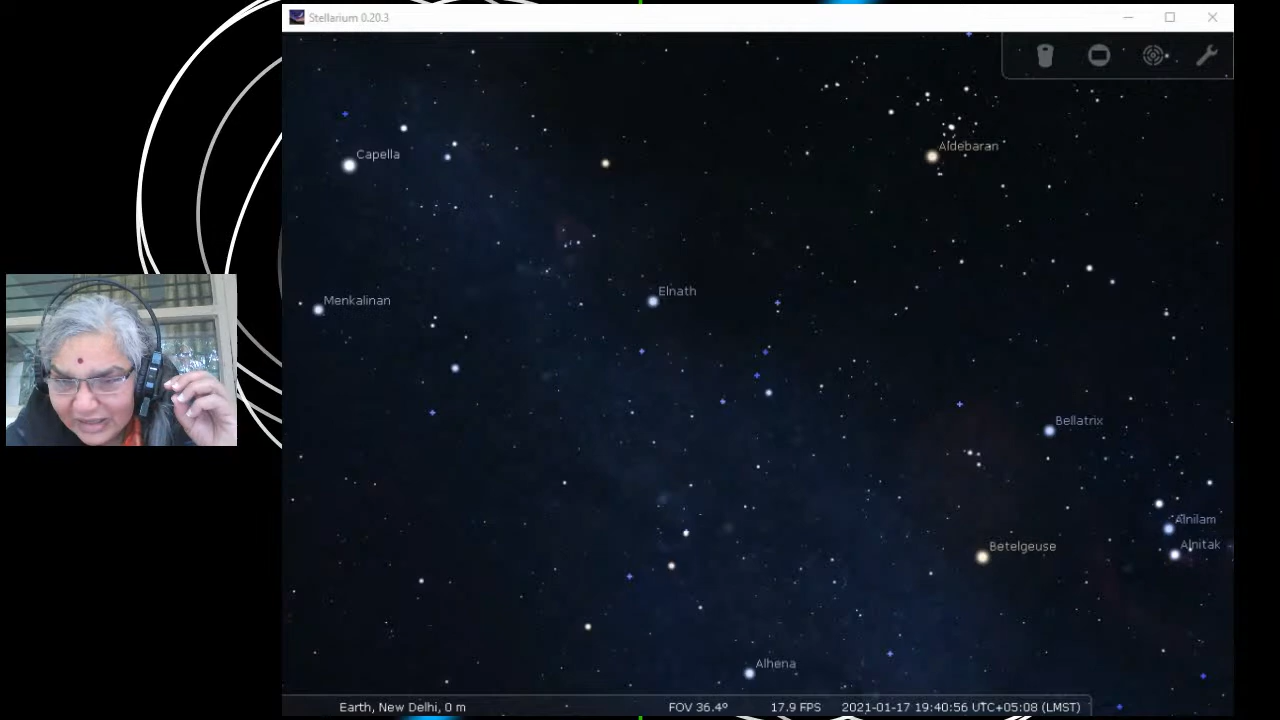 Stellarium 0.20.3
Capella
Aldebaran
Menkalinan
Elnath
Bellatrix
Alnilam
Alnitak
Betelgeuse
Alhena
Earth, New Delhi, 0 m FOV 36.4º 17.9 FPS 2021-01-17 19:40:56 UTC+05:08 (LMST)